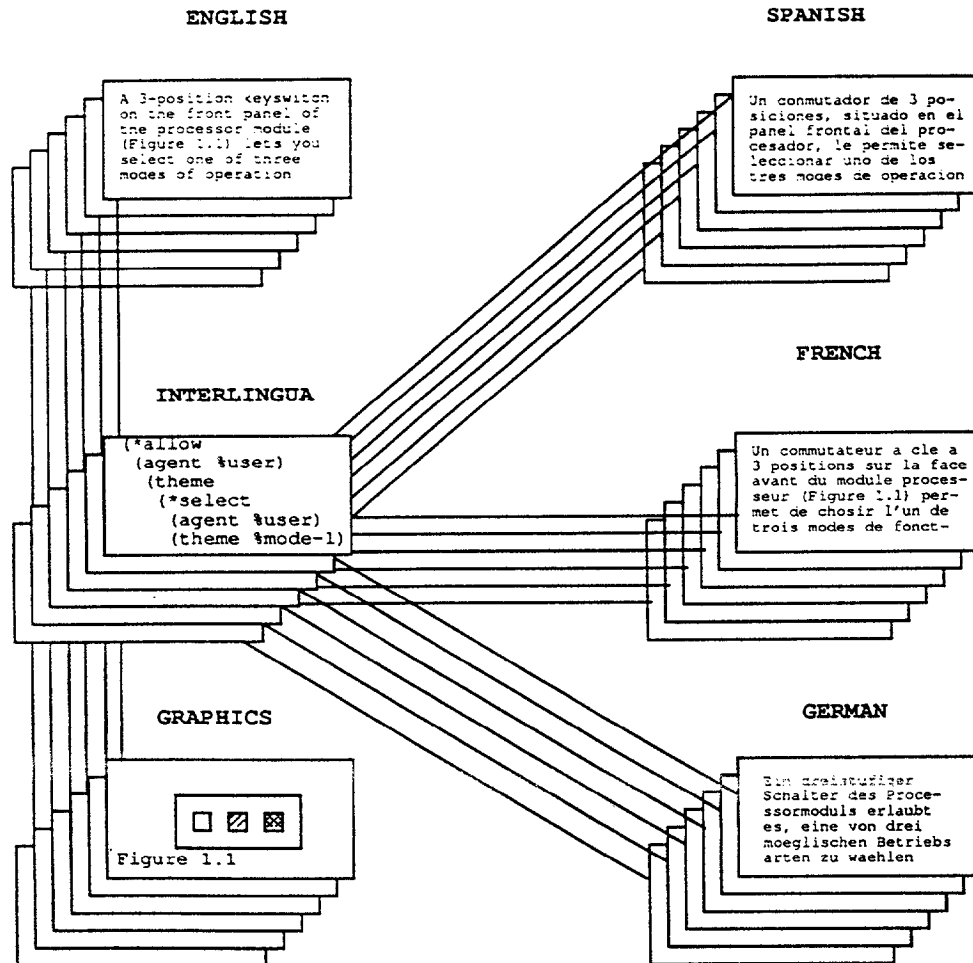 ENGLISH
A 3-position keyswitch
on the front panel of
the processor module
(Figure 1.1) lets you
select one of three
modes of operation
SPANISH
Un conmutador de 3 po-
siciones, situado en el
panel frontal del pro-
cesador, le permite se-
leccionar uno de los
tres modes de operacion
INTERLINGUA
(*allow
(agent %user)
(theme
(*select
(agent %user)
(theme %mode-1)
FRENCH
Un commutateur a cle a
3 positions sur la face
avant du module proces-
seur (Figure 1.1) per-
met de chosir l'un de
trois modes de fonct-
GRAPHICS
Figure 1.1
GERMAN
Ein dreistufiger
Schalter des Proce-
ssormoduls erlaubt
es, eine von drei
moeglischen Betriebs
arten zu waehlen